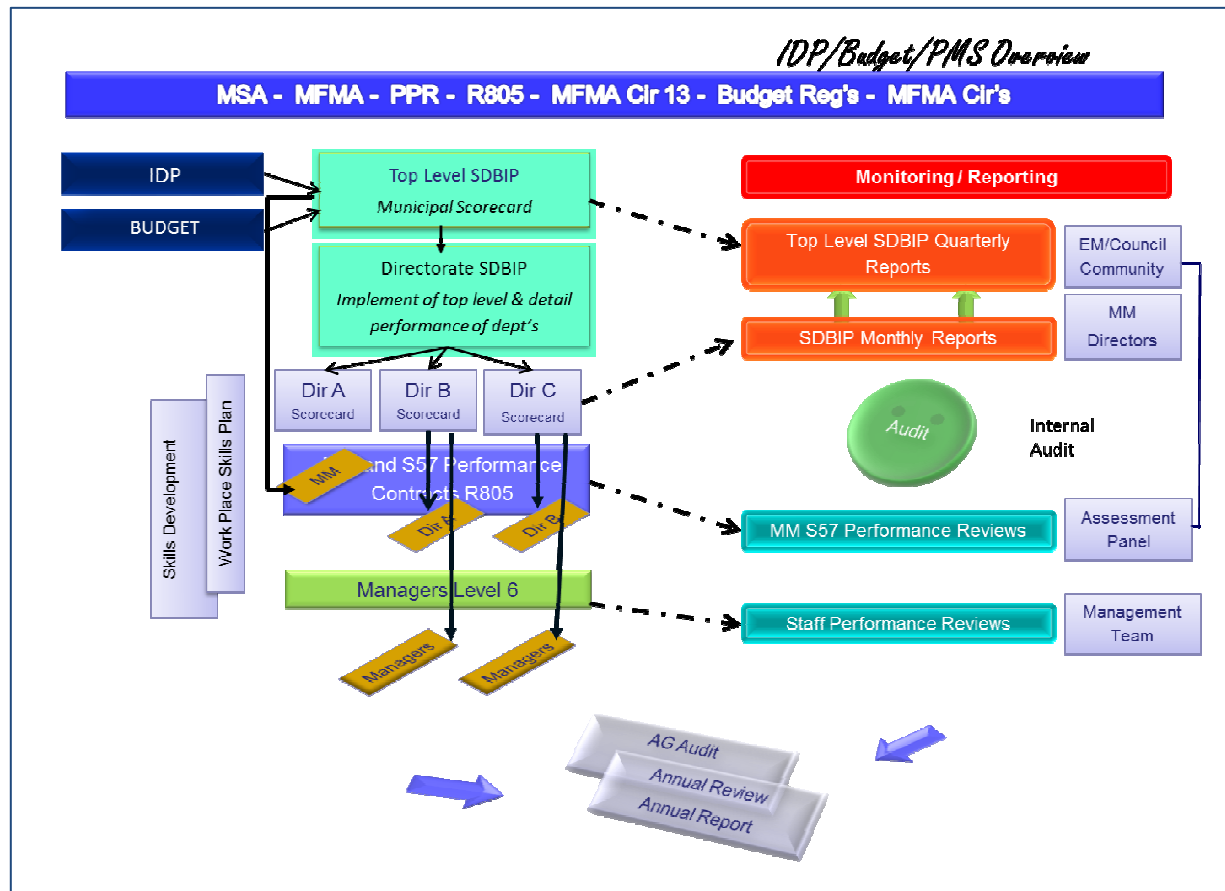 IDP/Budget/PMS Overview
MSA - MFMA - PPR - R805 - MFMA Cir 13 - Budget Reg's - MFMA Cir's
IDP
BUDGET
Top Level SDBIP
Municipal Scorecard
Directorate SDBIP
Implement of top level & detail
performance of dept's
Dir A
Scorecard
Dir B
Scorecard
Dir C
Scorecard
Skills Development
Work Place Skills Plan
and S57 Performance
Contracts R805
MM
Dir A
Dir B
Managers Level 6
Managers
Managers
Monitoring / Reporting
Top Level SDBIP Quarterly
Reports
EM/Council
Community
SDBIP Monthly Reports
MM
Directors
Audit
Internal
Audit
MM S57 Performance Reviews
Assessment
Panel
Staff Performance Reviews
Management
Team
AG Audit
Annual Review
Annual Report